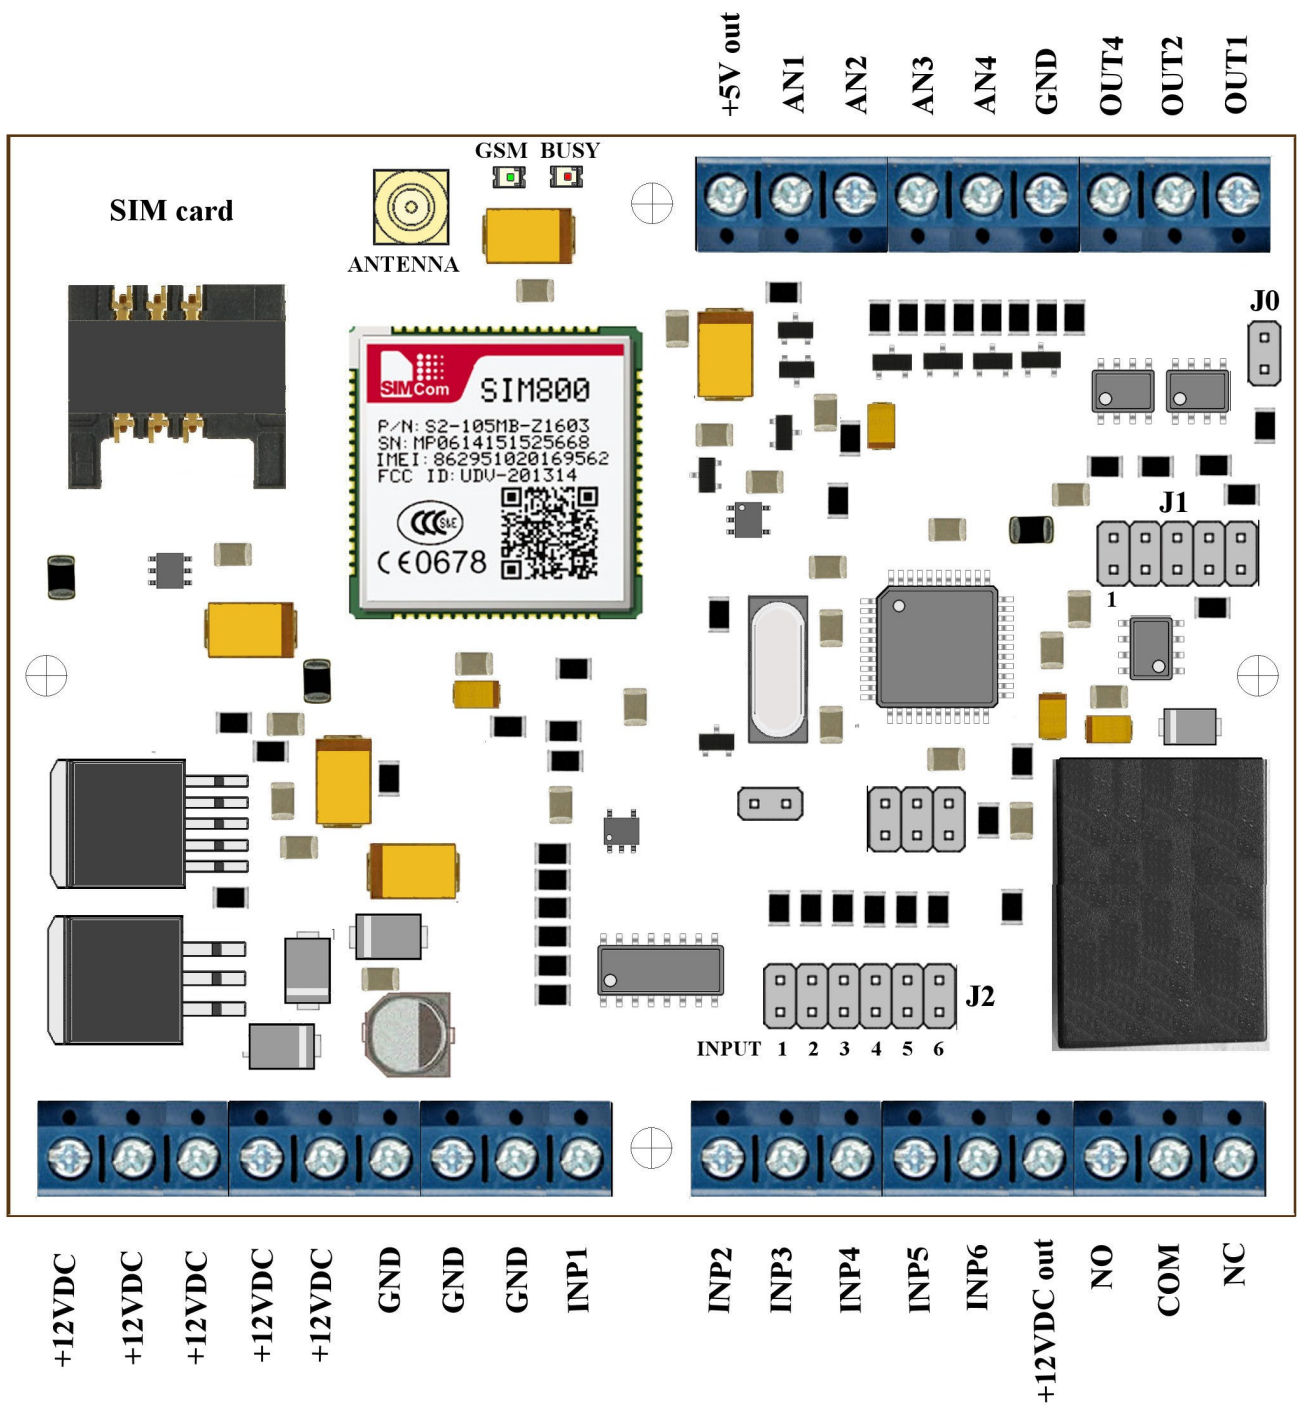 +5V out
AN1
AN2
AN3
AN4
GND
OUT4
OUT2
OUT1
GSM BUSY
SIM card
ANTENNA
J0
SIMCom
SIM800
P/N: S2-105MB-Z1603
SN: MP0614151525668
IMEI: 862951020169562
FCC ID: UDV-201314
CCC S&E
CE0678
J1
1
J2
INPUT 1 2 3 4 5 6
+12VDC
+12VDC
+12VDC
+12VDC
+12VDC
GND
GND
GND
INP1
INP2
INP3
INP4
INP5
INP6
+12VDC out
NO
COM
NC